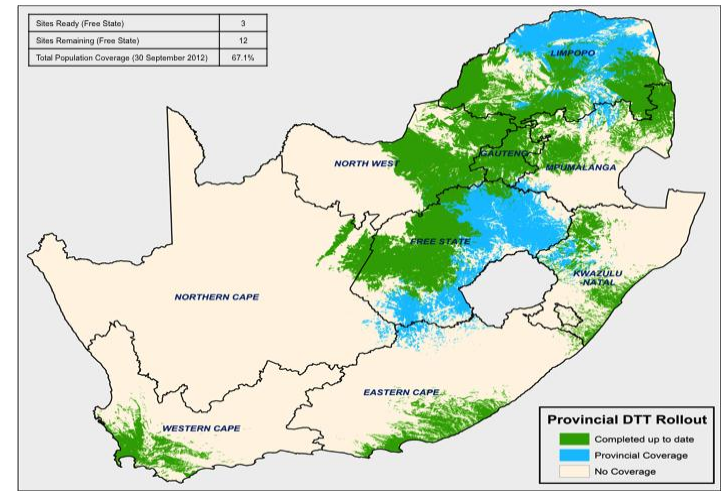 Sites Ready (Free State) 3
Sites Remaining (Free State) 12
Total Population Coverage (30 September 2012) 67.1%
LIMPOPO
NORTH WEST
GAUTENG
MPUMALANGA
FREE STATE
KWAZULU
-NATAL
NORTHERN CAPE
EASTERN CAPE
WESTERN CAPE
Provincial DTT Rollout
Completed up to date
Provincial Coverage
No Coverage